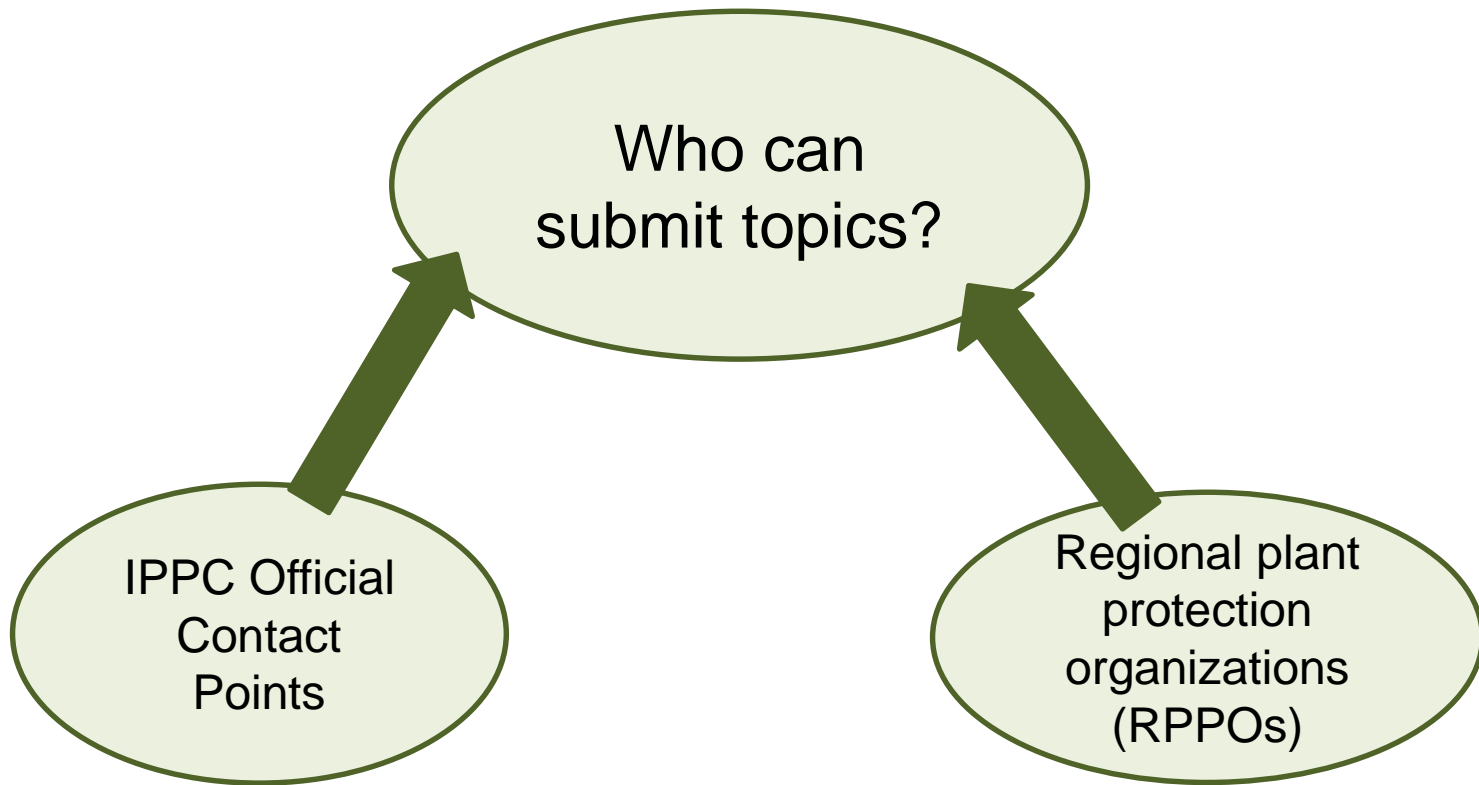 Who can
submit topics?
IPPC Official
Contact
Points
Regional plant
protection
organizations
(RPPOs)